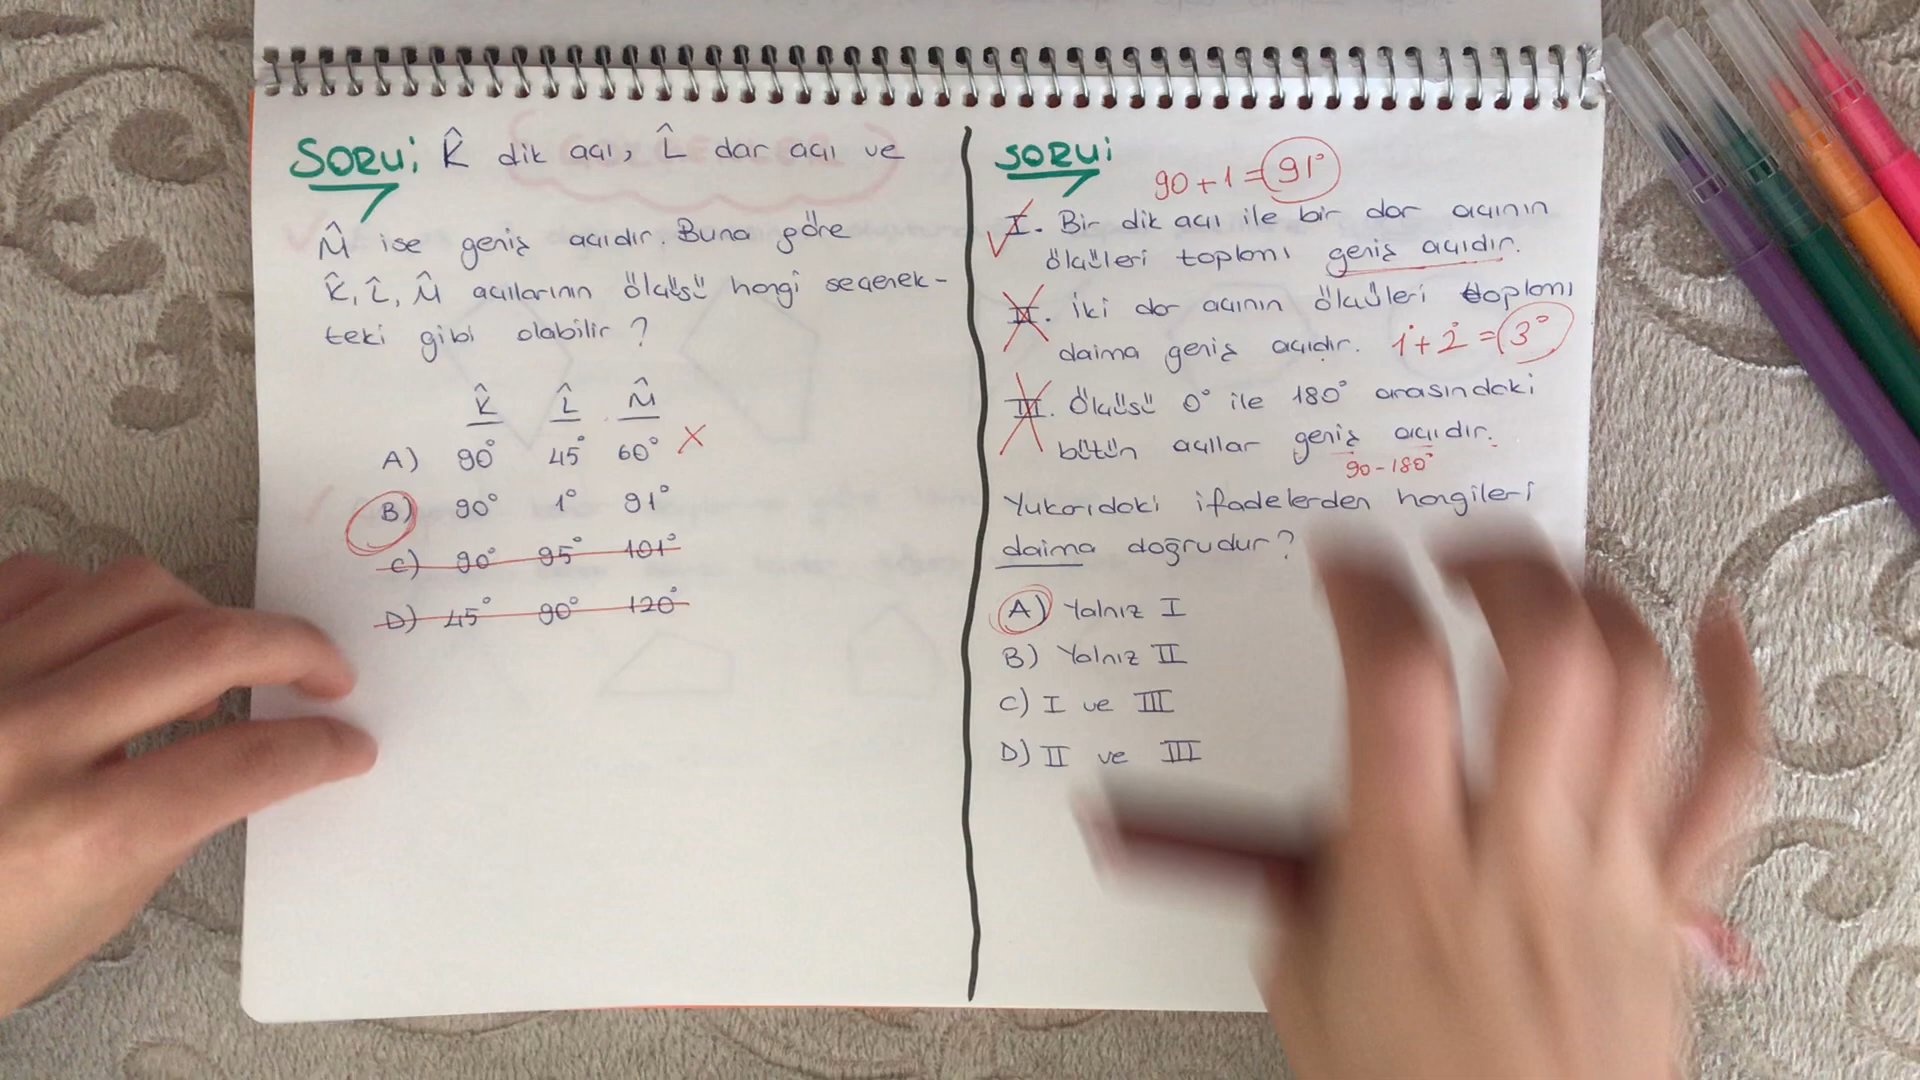 SORU: K̂ dik açı, L̂ dar açı ve
M̂ ise geniş açıdır. Buna göre
K̂, L̂, M̂ açılarının ölçüsü hangi seçenek-
teki gibi olabilir?
K̂ L̂ M̂
A) 90° 45° 60° X
B) 90° 1° 91°
C) 90° 95° 101°
D) 45° 90° 120°
SORU:
90+1=91°
I. Bir dik açı ile bir dar açının
ölçüleri toplamı geniş açıdır.
II. İki dar açının ölçüleri toplamı
daima geniş açıdır. 1+2=3°
III. Ölçüsü 0° ile 180° arasındaki
bütün açılar geniş açıdır.
90-180°
Yukarıdaki ifadelerden hangileri
daima doğrudur?
A) Yalnız I
B) Yalnız II
C) I ve III
D) II ve III